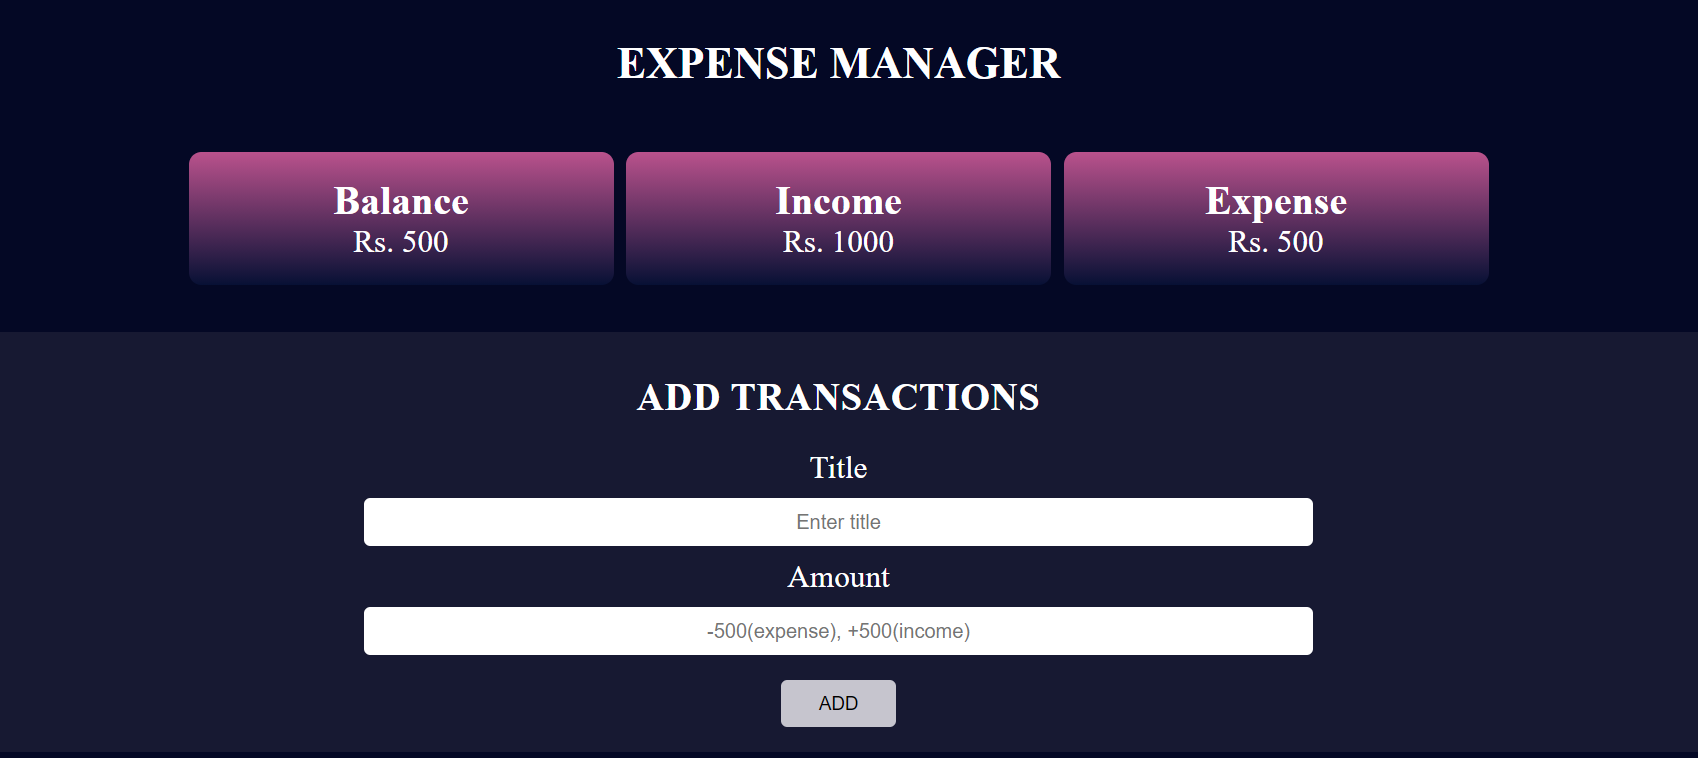 EXPENSE MANAGER
Balance
Rs. 500
Income
Rs. 1000
Expense
Rs. 500
ADD TRANSACTIONS
Title
Enter title
Amount
-500(expense), +500(income)
ADD